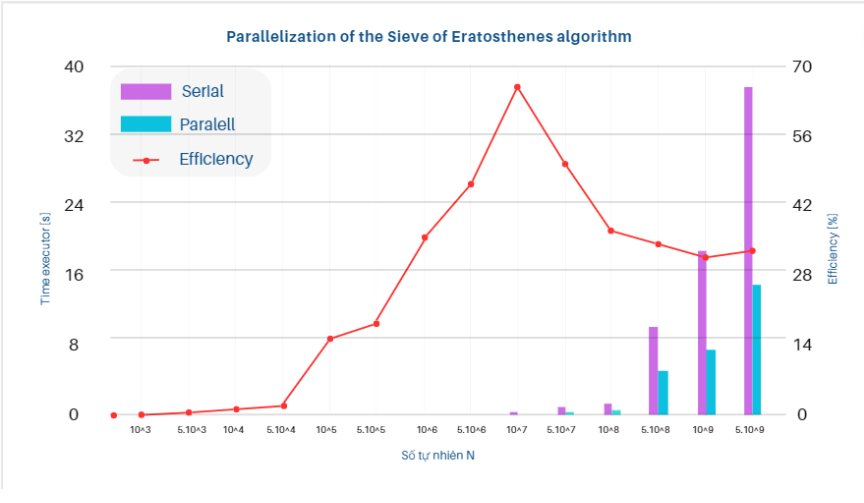 Parallelization of the Sieve of Eratosthenes algorithm
40
70
Serial
Paralell
Efficiency
32
56
24
42
16
28
8
14
0
0
Time executor [s]
Efficiency [%]
10^3 5.10^3 10^4 5.10^4 10^5 5.10^5 10^6 5.10^6 10^7 5.10^7 10^8 5.10^8 10^9 5.10^9
Số tự nhiên N